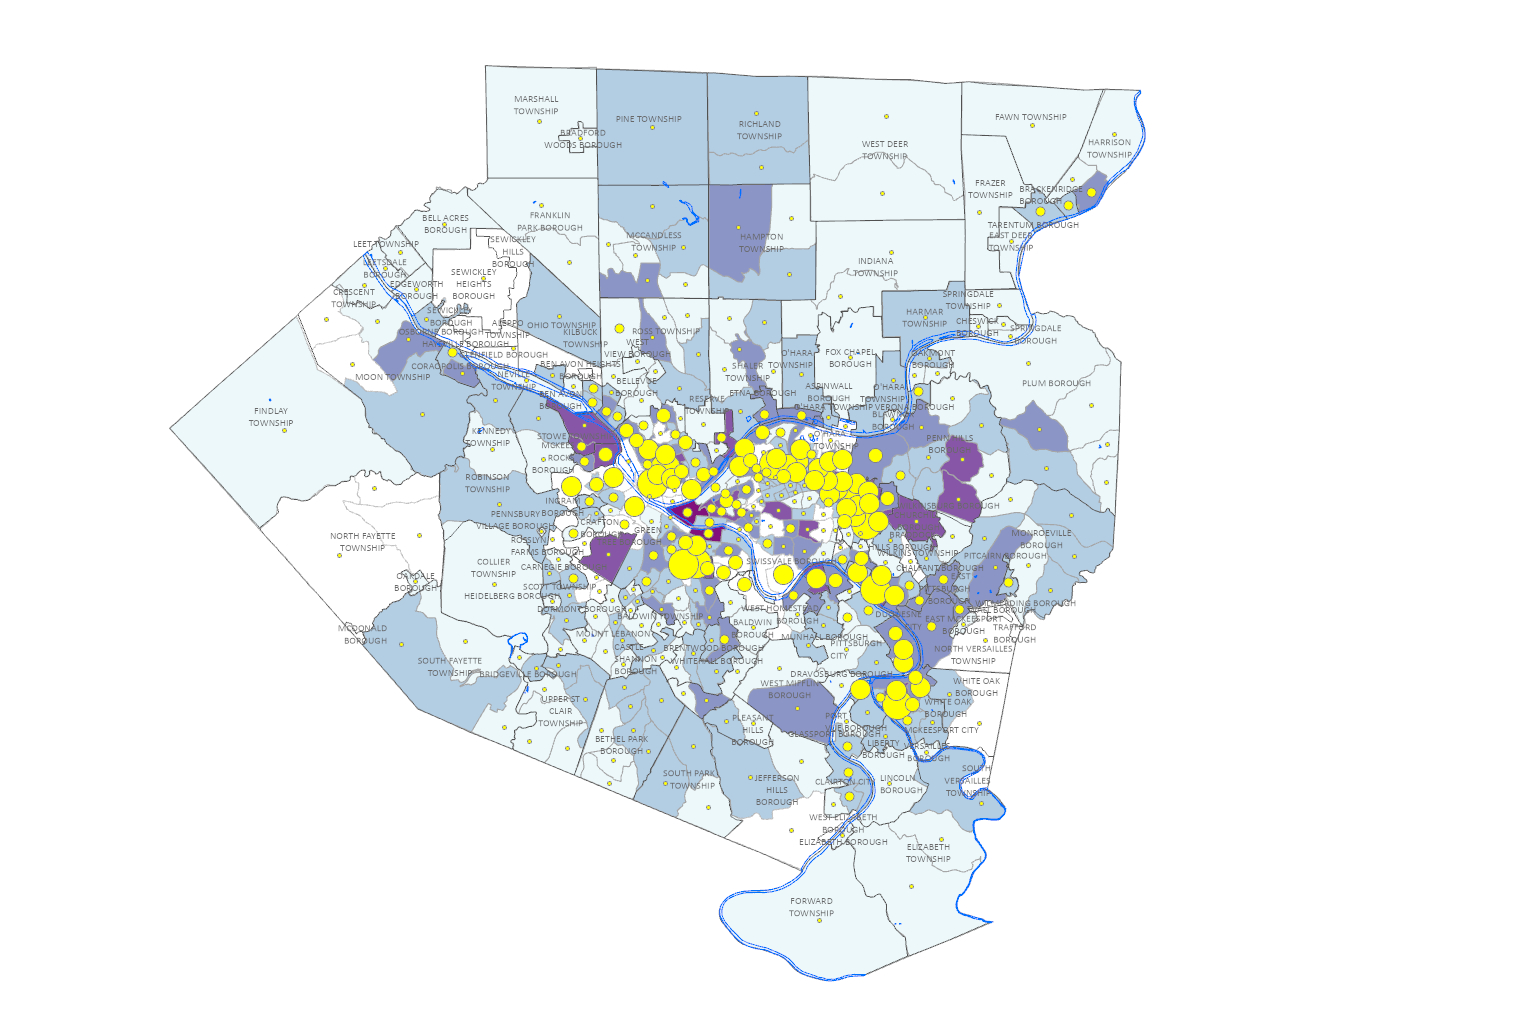 MARSHALL
TOWNSHIP
BRADFORD
WOODS BOROUGH
PINE TOWNSHIP
RICHLAND
TOWNSHIP
WEST DEER
TOWNSHIP
FAWN TOWNSHIP
HARRISON
TOWNSHIP
FRAZER
TOWNSHIP
BRACKENRIDGE
BOROUGH
TARENTUM BOROUGH
EAST DEER
TOWNSHIP
BELL ACRES
BOROUGH
FRANKLIN
PARK BOROUGH
SEWICKLEY
HILLS
BOROUGH
MCCANDLESS
TOWNSHIP
HAMPTON
TOWNSHIP
INDIANA
TOWNSHIP
LEET TOWNSHIP
LEETSDALE
BOROUGH
EDGEWORTH
BOROUGH
SEWICKLEY
HEIGHTS
BOROUGH
CRESCENT
TOWNSHIP
SEWICKLEY
BOROUGH
OSBORNE BOROUGH
HAYSVILLE BOROUGH
GLENFIELD BOROUGH
ALEPPO
TOWNSHIP
OHIO TOWNSHIP
KILBUCK
TOWNSHIP
ROSS TOWNSHIP
WEST
VIEW BOROUGH
SPRINGDALE
TOWNSHIP
HARMAR
TOWNSHIP
CHESWICK
BOROUGH
SPRINGDALE
BOROUGH
CORAOPOLIS BOROUGH
MOON TOWNSHIP
NEVILLE
TOWNSHIP
BEN AVON HEIGHTS
BOROUGH
BEN AVON
BOROUGH
BELLEVUE
BOROUGH
SHALER
TOWNSHIP
O'HARA
TOWNSHIP
FOX CHAPEL
BOROUGH
OAKMONT
BOROUGH
PLUM BOROUGH
ETNA BOROUGH
ASPINWALL
BOROUGH
O'HARA
TOWNSHIP
RESERVE
TOWNSHIP
O'HARA TOWNSHIP
VERONA BOROUGH
BLAWNOX
BOROUGH
O'HARA
TOWNSHIP
FINDLAY
TOWNSHIP
KENNEDY
TOWNSHIP
MCKEES
ROCKS
BOROUGH
ROBINSON
TOWNSHIP
INGRAM
BOROUGH
PENNSBURY
VILLAGE BOROUGH
CRAFTON
BOROUGH
ROSSLYN
FARMS BOROUGH
NORTH FAYETTE
TOWNSHIP
COLLIER
TOWNSHIP
OAKDALE
BOROUGH
HEIDELBERG BOROUGH
SCOTT TOWNSHIP
DORMONT BOROUGH
SWISSVALE BOROUGH
WILKINS TOWNSHIP
CHALFANT BOROUGH
MONROEVILLE
BOROUGH
PITCAIRN BOROUGH
EAST
PITTSBURGH
BOROUGH
DUQUESNE
CITY
EAST MCKEESPORT
BOROUGH
TRAFFORD
BOROUGH
NORTH VERSAILLES
TOWNSHIP
WEST HOMESTEAD
BOROUGH
MUNHALL BOROUGH
PITTSBURGH
CITY
BALDWIN TOWNSHIP
BALDWIN
BOROUGH
MOUNT LEBANON
CASTLE
SHANNON
BOROUGH
BRENTWOOD BOROUGH
WHITEHALL BOROUGH
MCDONALD
BOROUGH
SOUTH FAYETTE
TOWNSHIP
BRIDGEVILLE BOROUGH
UPPER ST
CLAIR
TOWNSHIP
BETHEL PARK
BOROUGH
DRAVOSBURG BOROUGH
WEST MIFFLIN
BOROUGH
PLEASANT
HILLS
BOROUGH
PORT
VUE BOROUGH
GLASSPORT BOROUGH
LIBERTY
BOROUGH
WHITE OAK
BOROUGH
WHITE OAK
BOROUGH
MCKEESPORT CITY
VERSAILLES
BOROUGH
SOUTH
VERSAILLES
TOWNSHIP
SOUTH PARK
TOWNSHIP
JEFFERSON
HILLS
BOROUGH
CLAIRTON CITY
LINCOLN
BOROUGH
WEST ELIZABETH
BOROUGH
ELIZABETH BOROUGH
ELIZABETH
TOWNSHIP
FORWARD
TOWNSHIP